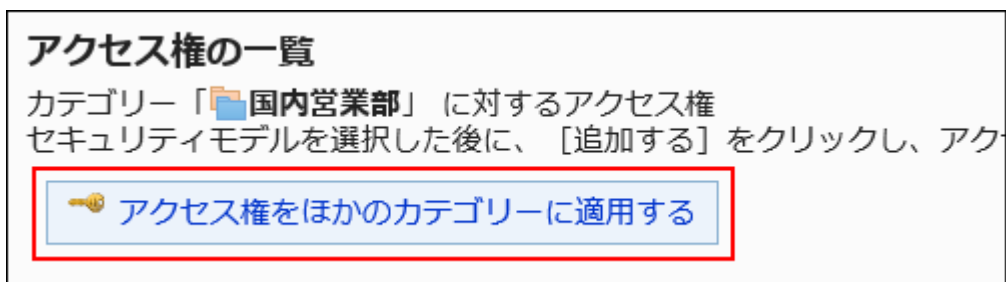 アクセス権の一覧
カテゴリー「国内営業部」 に対するアクセス権
セキュリティモデルを選択した後に、 [追加する] をクリックし、アク
アクセス権をほかのカテゴリーに適用する